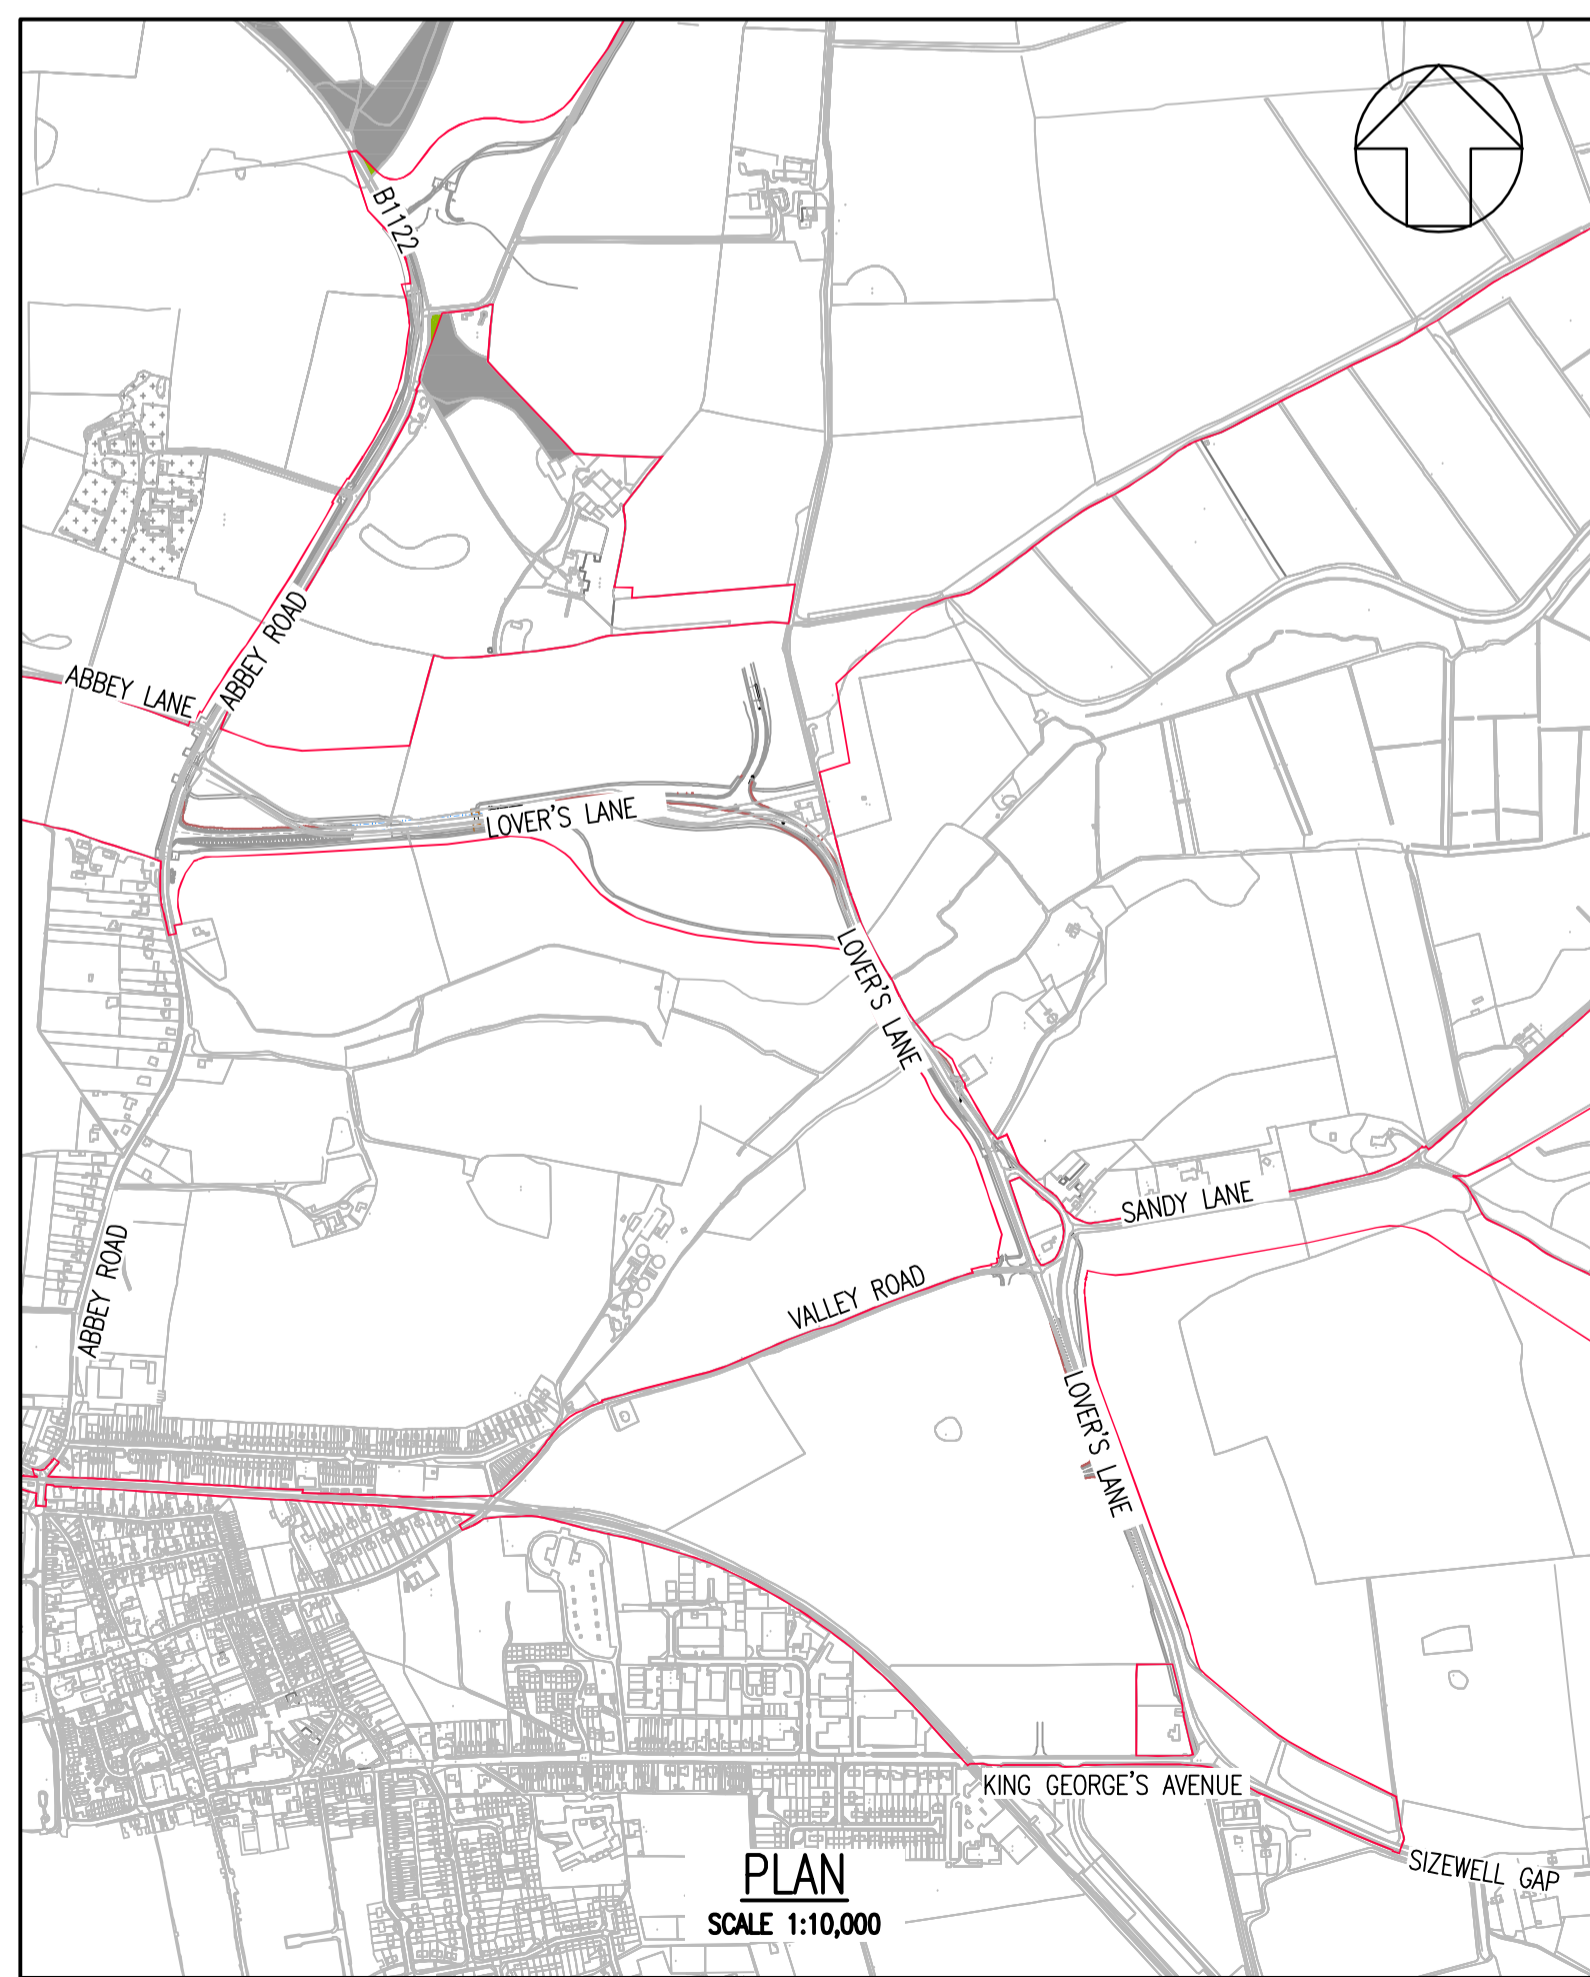 B1122
ABBEY ROAD
ABBEY LANE
LOVER'S LANE
LOVER'S LANE
SANDY LANE
ABBEY ROAD
VALLEY ROAD
LOVER'S LANE
KING GEORGE'S AVENUE
SIZEWELL GAP
PLAN
SCALE 1:10,000